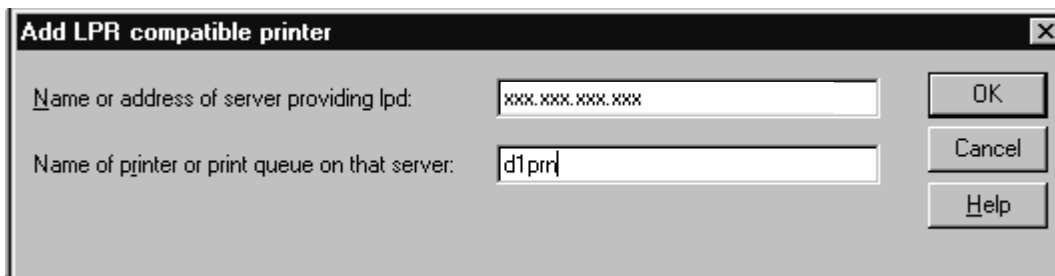 Add LPR compatible printer
Name or address of server providing lpd: xxx.xxx.xxx.xxx OK
Name of printer or print queue on that server: d1prn Cancel
Help